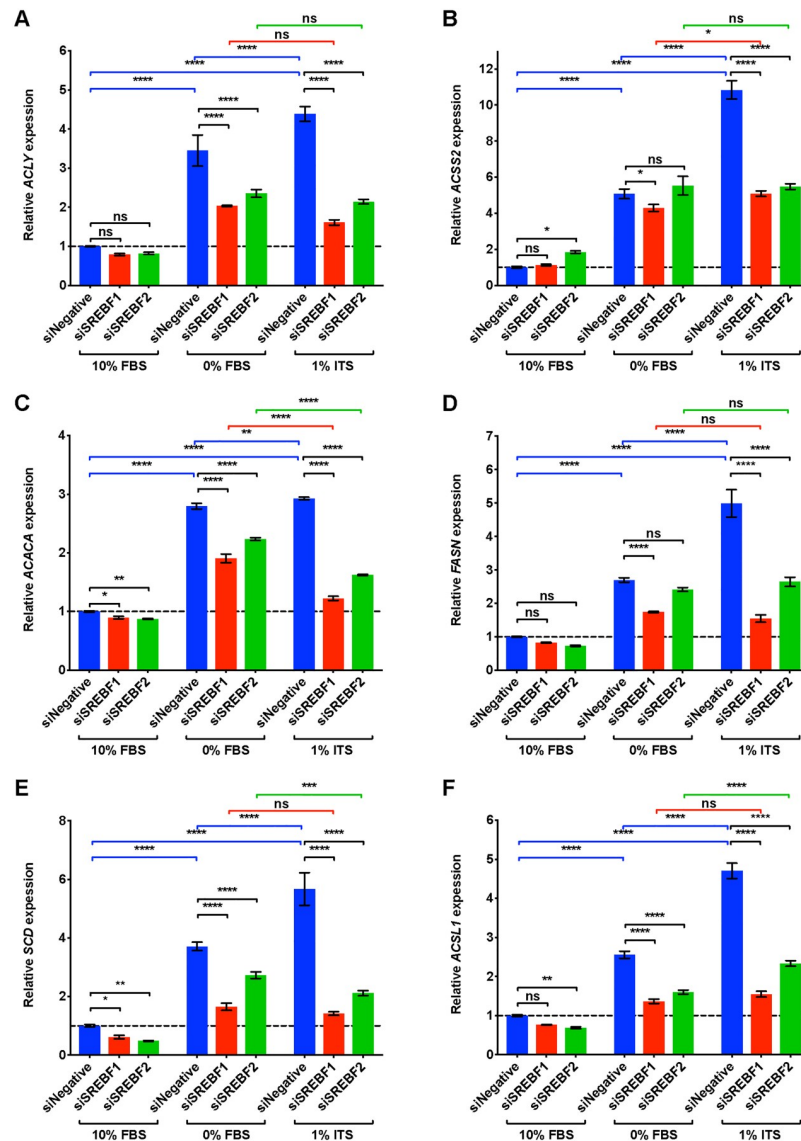 A
Relative ACLY expession
6
5
4
3
2
1
0
ns
ns
****
****
****
****
****
****
****
ns
ns
siNegative
siSREBF1
siSREBF2
siNegative
siSREBF1
siSREBF2
siNegative
siSREBF1
siSREBF2
10% FBS
0% FBS
1% ITS
B
Relative ACSS2 expession
12
10
8
6
4
2
0
ns
*
****
****
****
*
ns
*
ns
****
****
siNegative
siSREBF1
siSREBF2
siNegative
siSREBF1
siSREBF2
siNegative
siSREBF1
siSREBF2
10% FBS
0% FBS
1% ITS
C
Relative ACACA expession
4
3
2
1
0
*
**
****
****
**
****
****
****
****
****
****
siNegative
siSREBF1
siSREBF2
siNegative
siSREBF1
siSREBF2
siNegative
siSREBF1
siSREBF2
10% FBS
0% FBS
1% ITS
D
Relative FASN expession
7
6
5
4
3
2
1
0
ns
ns
****
****
****
ns
ns
****
ns
****
****
siNegative
siSREBF1
siSREBF2
siNegative
siSREBF1
siSREBF2
siNegative
siSREBF1
siSREBF2
10% FBS
0% FBS
1% ITS
E
Relative SCD expession
8
6
4
2
0
*
**
****
****
****
ns
***
****
****
****
****
siNegative
siSREBF1
siSREBF2
siNegative
siSREBF1
siSREBF2
siNegative
siSREBF1
siSREBF2
10% FBS
0% FBS
1% ITS
F
Relative ACSL1 expession
6
5
4
3
2
1
0
ns
**
****
****
****
ns
****
****
****
****
****
siNegative
siSREBF1
siSREBF2
siNegative
siSREBF1
siSREBF2
siNegative
siSREBF1
siSREBF2
10% FBS
0% FBS
1% ITS